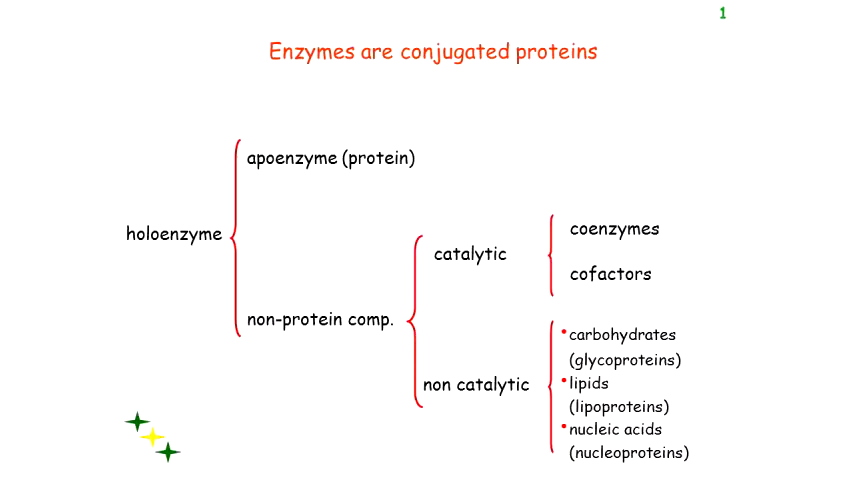 1
Enzymes are conjugated proteins
apoenzyme (protein)
holoenzyme
non-protein comp.
catalytic
coenzymes
cofactors
non catalytic
•carbohydrates
(glycoproteins)
•lipids
(lipoproteins)
•nucleic acids
(nucleoproteins)